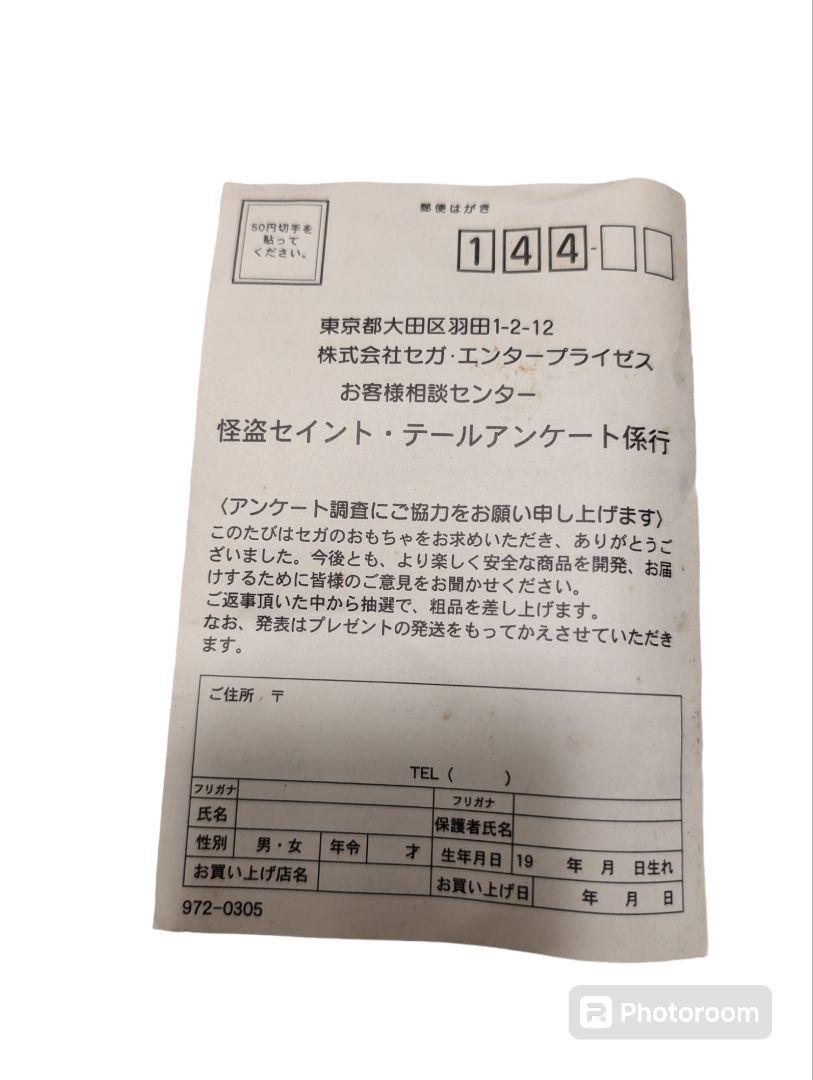 郵便はがき
50円切手を
貼って
ください。
144-
東京都大田区羽田1-2-12
株式会社セガ・エンタープライゼス
お客様相談センター
怪盗セイント・テールアンケート係行
〈アンケート調査にご協力をお願い申し上げます〉
このたびはセガのおもちゃをお求めいただき、ありがとうご
ざいました。今後とも、より楽しく安全な商品を開発、お届
けするために皆様のご意見をお聞かせください。
ご返事頂いた中から抽選で、粗品を差し上げます。
なお、発表はプレゼントの発送をもってかえさせていただき
ます。
ご住所 〒
TEL ( )
フリガナ フリガナ
氏名 保護者氏名
性別 男・女 年令 才 生年月日 19 年 月 日生れ
お買い上げ店名 お買い上げ日 年 月 日
972-0305
Photoroom